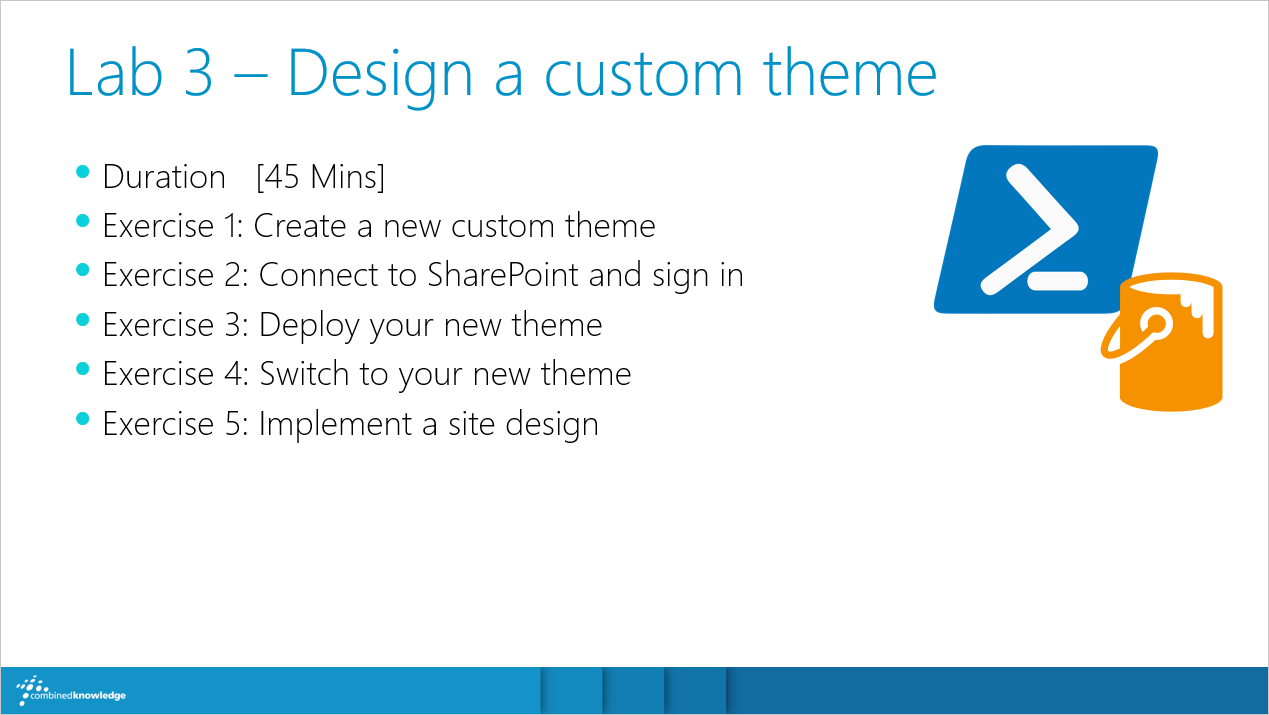 Lab 3 – Design a custom theme
Duration [45 Mins]
Exercise 1: Create a new custom theme
Exercise 2: Connect to SharePoint and sign in
Exercise 3: Deploy your new theme
Exercise 4: Switch to your new theme
Exercise 5: Implement a site design
combinedknowledge